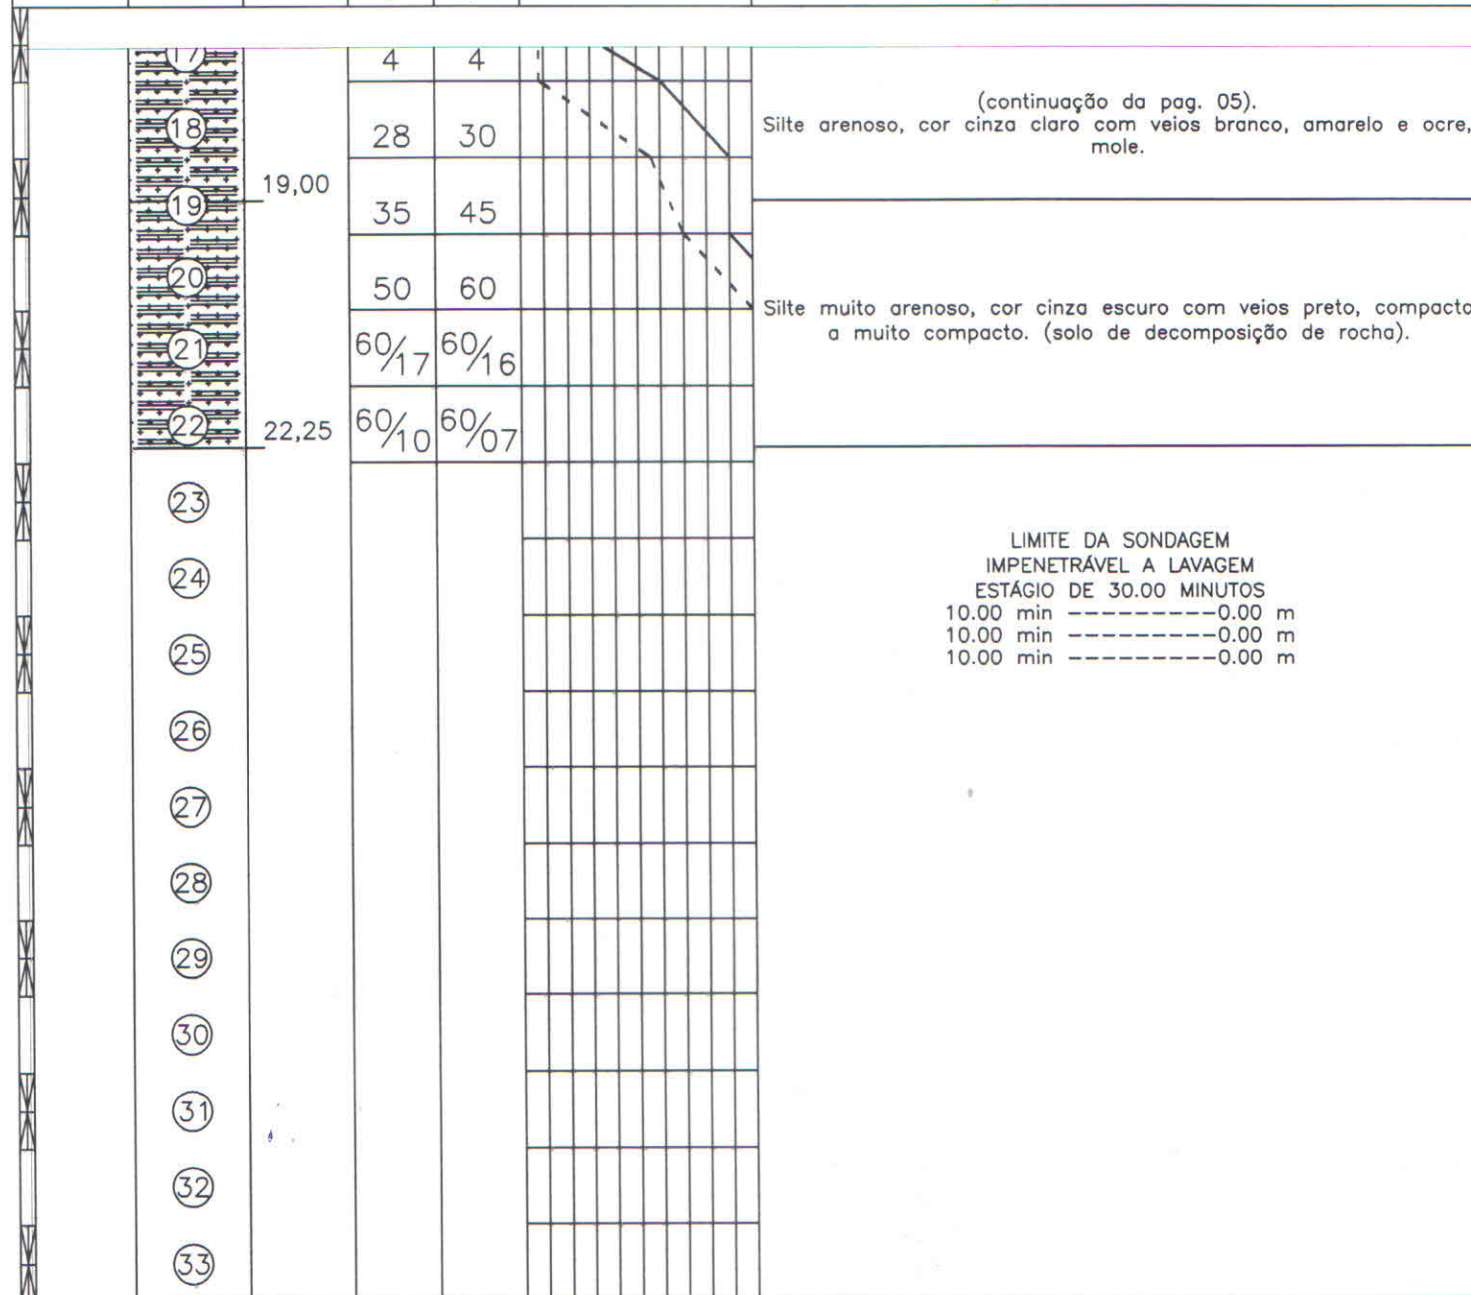 17 4 4
(continuação da pag. 05).
Silte arenoso, cor cinza claro com veios branco, amarelo e ocre,
mole.
18 28 30
19,00
19 35 45
20 50 60
Silte muito arenoso, cor cinza escuro com veios preto, compacto
a muito compacto. (solo de decomposição de rocha).
21 60/17 60/16
22 22,25 60/10 60/07
23
LIMITE DA SONDAGEM
IMPENETRÁVEL A LAVAGEM
24
ESTÁGIO DE 30.00 MINUTOS
10.00 min ----------0.00 m
10.00 min ----------0.00 m
10.00 min ----------0.00 m
25
26
27
28
29
30
31
32
33